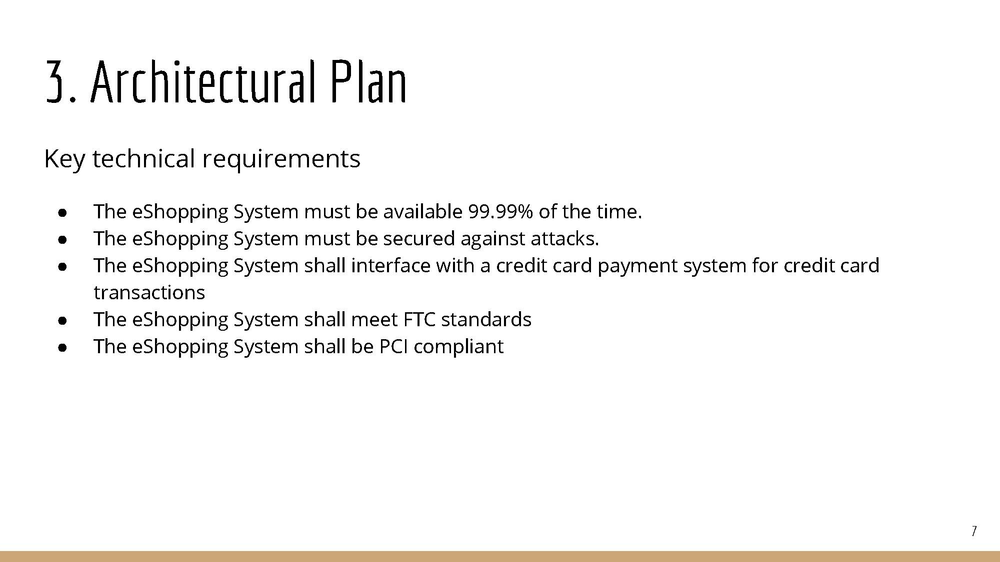 3. Architectural Plan
Key technical requirements
● The eShopping System must be available 99.99% of the time.
● The eShopping System must be secured against attacks.
● The eShopping System shall interface with a credit card payment system for credit card
transactions
● The eShopping System shall meet FTC standards
● The eShopping System shall be PCI compliant
7